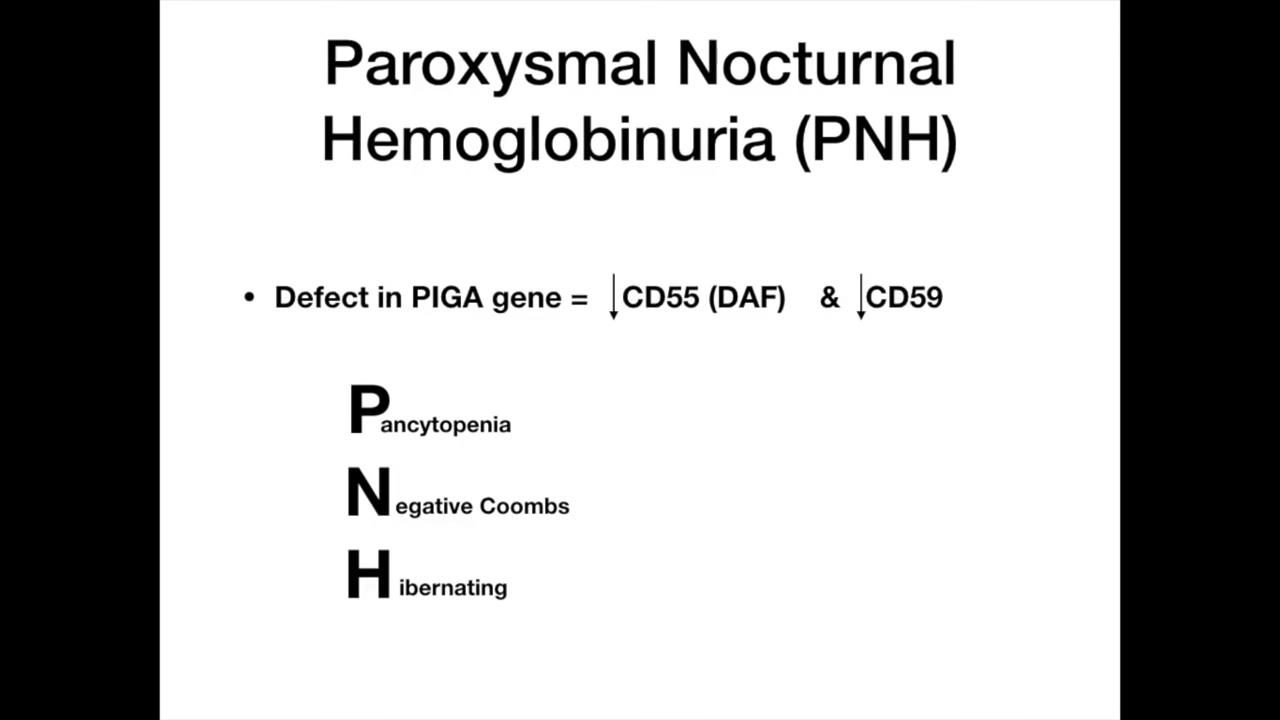 Paroxysmal Nocturnal
Hemoglobinuria (PNH)
• Defect in PIGA gene = ↓CD55 (DAF) & ↓CD59
Pancytopenia
Negative Coombs
Hibernating